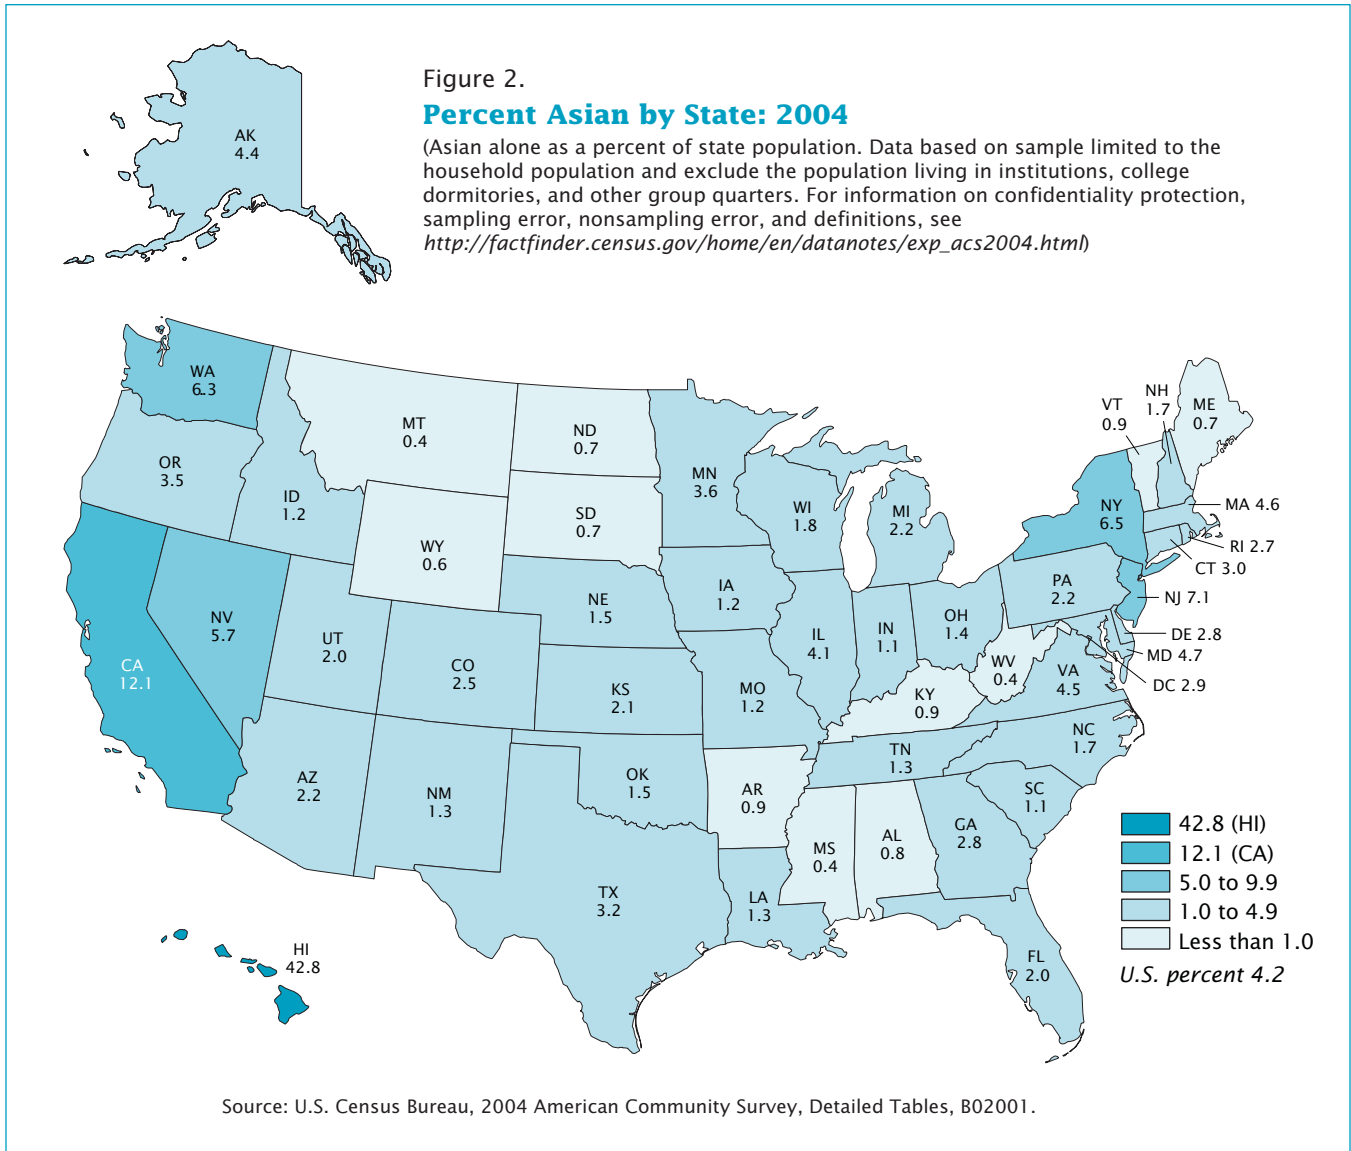 Figure 2.
Percent Asian by State: 2004
(Asian alone as a percent of state population. Data based on sample limited to the
household population and exclude the population living in institutions, college
dormitories, and other group quarters. For information on confidentiality protection,
sampling error, nonsampling error, and definitions, see
http://factfinder.census.gov/home/en/datanotes/exp_acs2004.html)
AK
4.4
WA
6.3
MT
0.4
ND
0.7
VT
0.9
NH
1.7
ME
0.7
OR
3.5
ID
1.2
MN
3.6
SD
0.7
WI
1.8
MI
2.2
NY
6.5
MA 4.6
RI 2.7
CT 3.0
WY
0.6
NE
1.5
IA
1.2
PA
2.2
NJ 7.1
NV
5.7
UT
2.0
CO
2.5
IL
4.1
IN
1.1
OH
1.4
DE 2.8
MD 4.7
DC 2.9
CA
12.1
KS
2.1
MO
1.2
WV
0.4
VA
4.5
KY
0.9
AZ
2.2
NM
1.3
OK
1.5
AR
0.9
TN
1.3
NC
1.7
SC
1.1
TX
3.2
LA
1.3
MS
0.4
AL
0.8
GA
2.8
FL
2.0
HI
42.8
42.8 (HI)
12.1 (CA)
5.0 to 9.9
1.0 to 4.9
Less than 1.0
U.S. percent 4.2
Source: U.S. Census Bureau, 2004 American Community Survey, Detailed Tables, B02001.